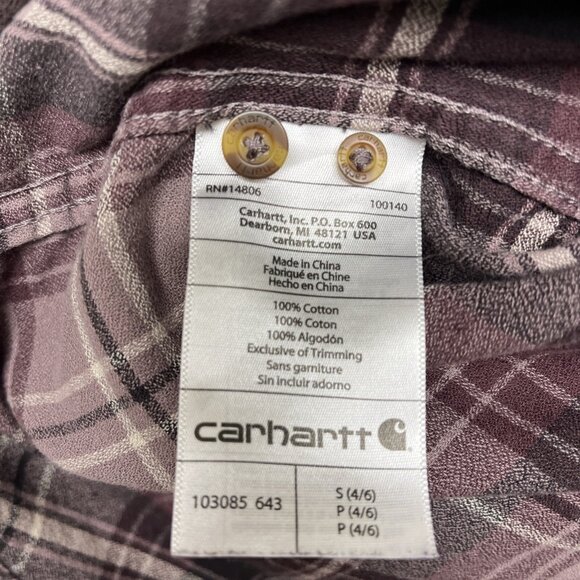 carhartt
RN#14806
100140
Carhartt, Inc. P.O. Box 600
Dearborn, MI 48121 USA
carhartt.com
Made in China
Fabriqué en Chine
Hecho en China
100% Cotton
100% Coton
100% Algodón
Exclusive of Trimming
Sans garniture
Sin incluir adorno
carhartt
103085 643
S (4/6)
P (4/6)
P (4/6)